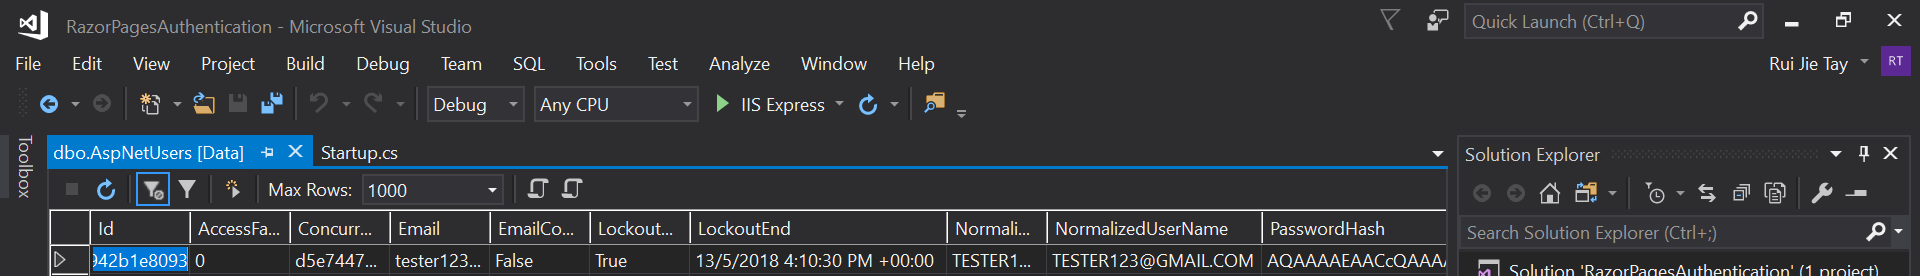 RazorPagesAuthentication - Microsoft Visual Studio
Quick Launch (Ctrl+Q)
File Edit View Project Build Debug Team SQL Tools Test Analyze Window Help
Rui Jie Tay RT
Debug Any CPU IIS Express
Toolbox
dbo.AspNetUsers [Data] Startup.cs
Solution Explorer
Max Rows: 1000
Id AccessFa... Concurr... Email EmailCo... Lockout... LockoutEnd Normali... NormalizedUserName PasswordHash
Search Solution Explorer (Ctrl+;)
942b1e8093 0 d5e7447... tester123... False True 13/5/2018 4:10:30 PM +00:00 TESTER1... TESTER123@GMAIL.COM AQAAAAEAACcQAAAA
Solution 'RazorPagesAuthentication' (1 project)